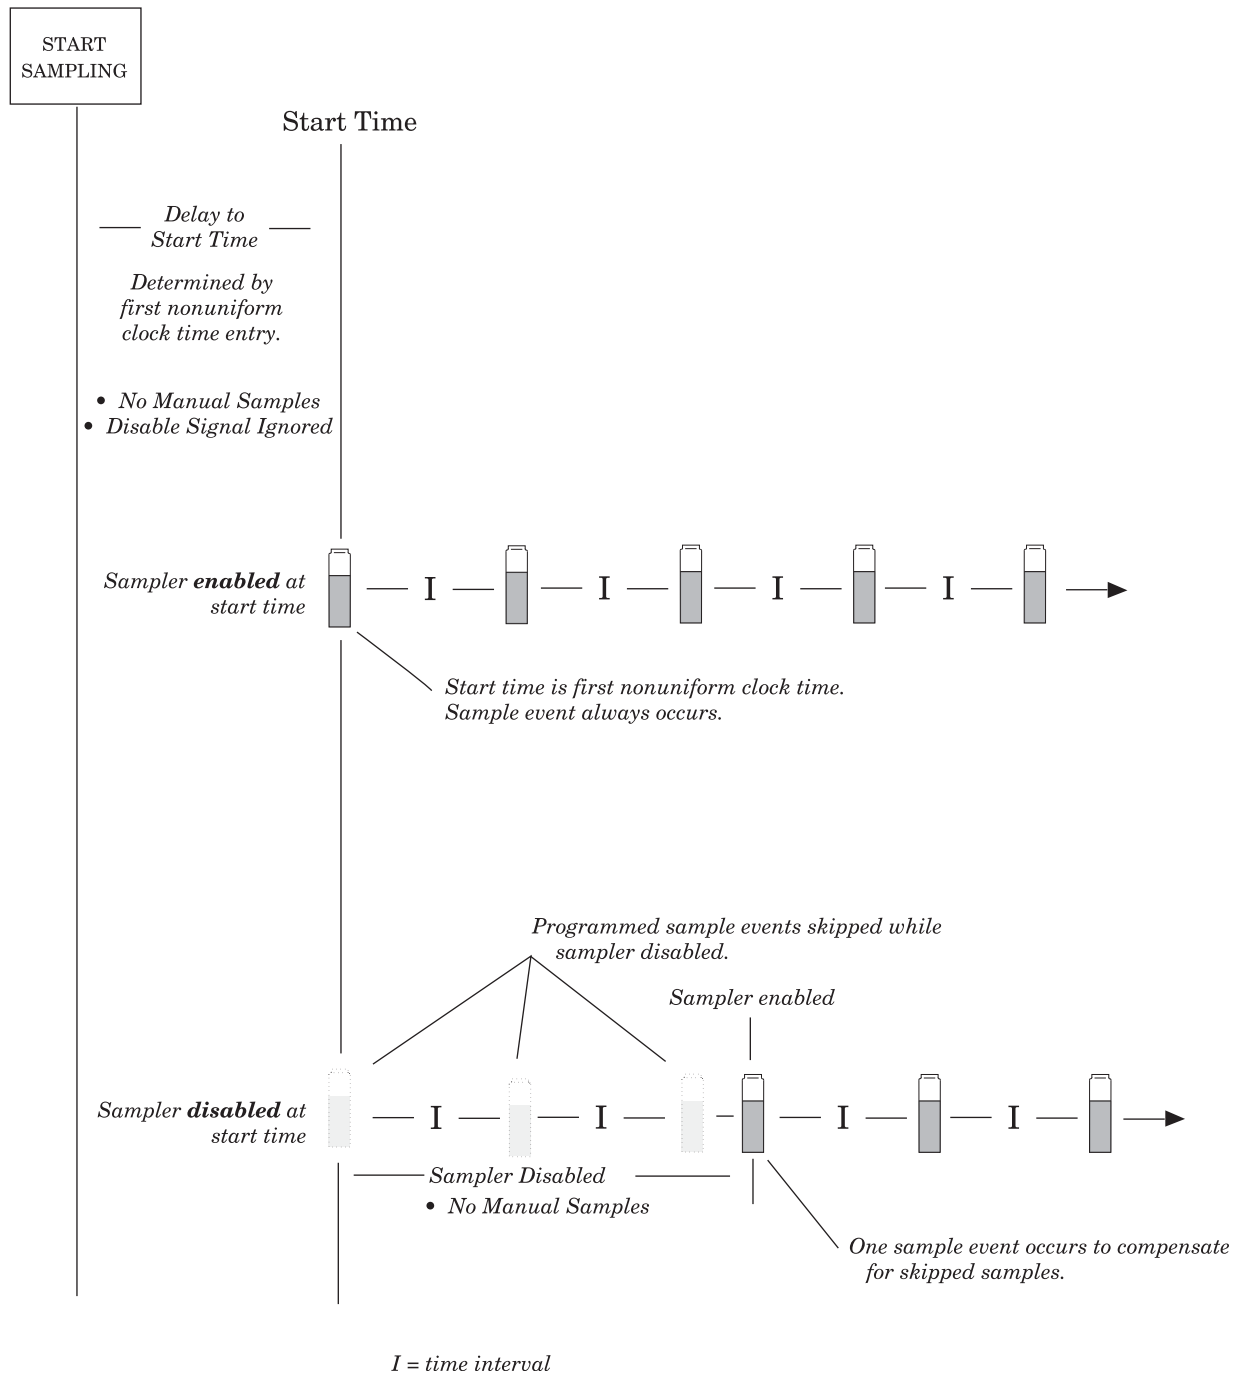 START
SAMPLING
Start Time
Delay to
Start Time
Determined by
first nonuniform
clock time entry.
• No Manual Samples
• Disable Signal Ignored
Sampler enabled at
start time
I I I I
Start time is first nonuniform clock time.
Sample event always occurs.
Programmed sample events skipped while
sampler disabled.
Sampler enabled
Sampler disabled at
start time
I I I I
Sampler Disabled
• No Manual Samples
One sample event occurs to compensate
for skipped samples.
I = time interval